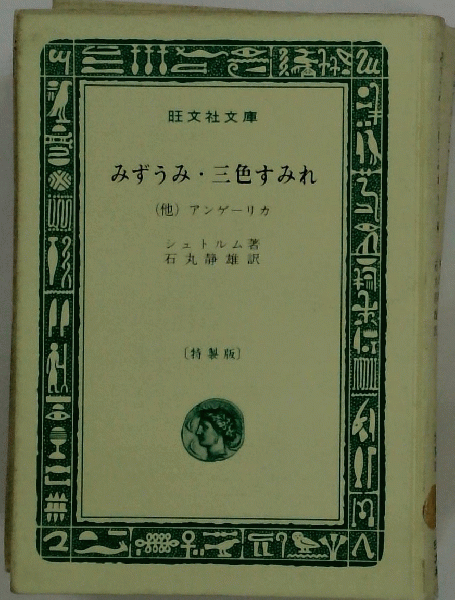 旺文社文庫
みずうみ・三色すみれ
(他) アンゲーリカ
シュトルム著
石丸静雄訳
〔特製版〕